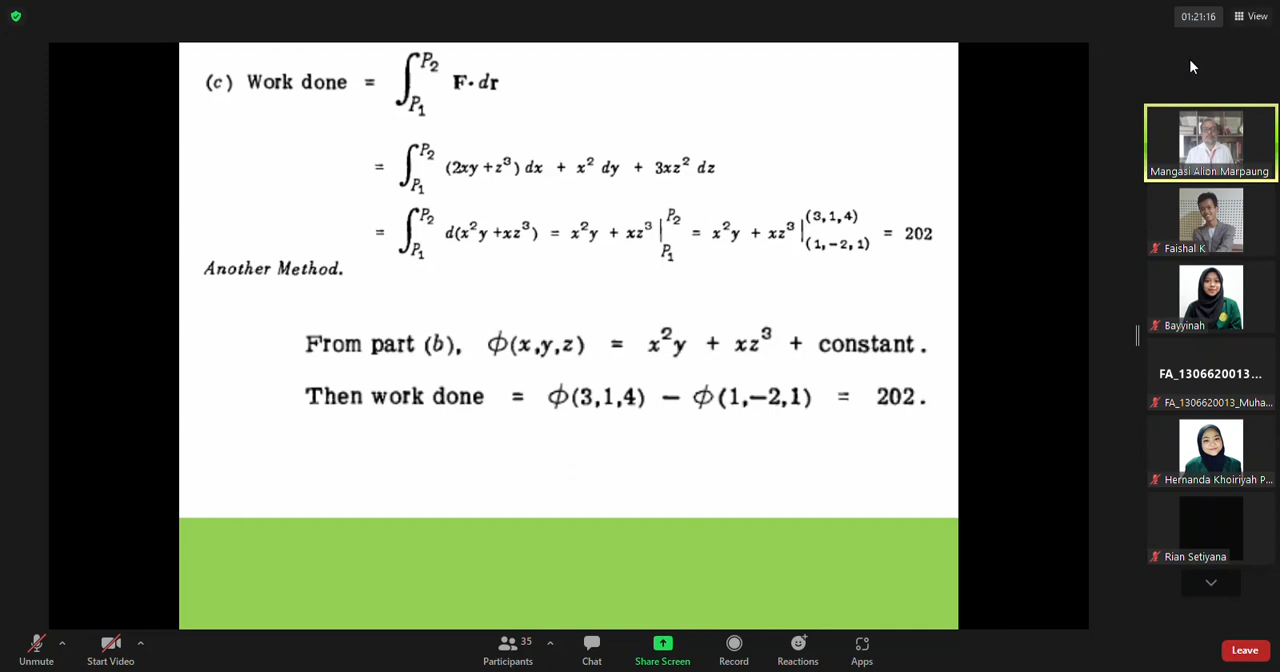 01:21:16
View
(c) Work done = ∫_{P₁}^{P₂} F·dr
= ∫_{P₁}^{P₂} (2xy + z³) dx + x² dy + 3xz² dz
= ∫_{P₁}^{P₂} d(x²y + xz³) = x²y + xz³ |_{P₁}^{P₂} = x²y + xz³ |_{(1,−2,1)}^{(3,1,4)} = 202
Another Method.
From part (b), ϕ(x,y,z) = x²y + xz³ + constant.
Then work done = ϕ(3,1,4) − ϕ(1,−2,1) = 202.
Mangasi Alion Marpaung
Faishal K
Bayyinah
FA_1306620013...
FA_1306620013_Muha...
Hernanda Khoiriyah P...
Rian Setiyana
Unmute
Start Video
Participants
35
Chat
Share Screen
Record
Reactions
Apps
Leave